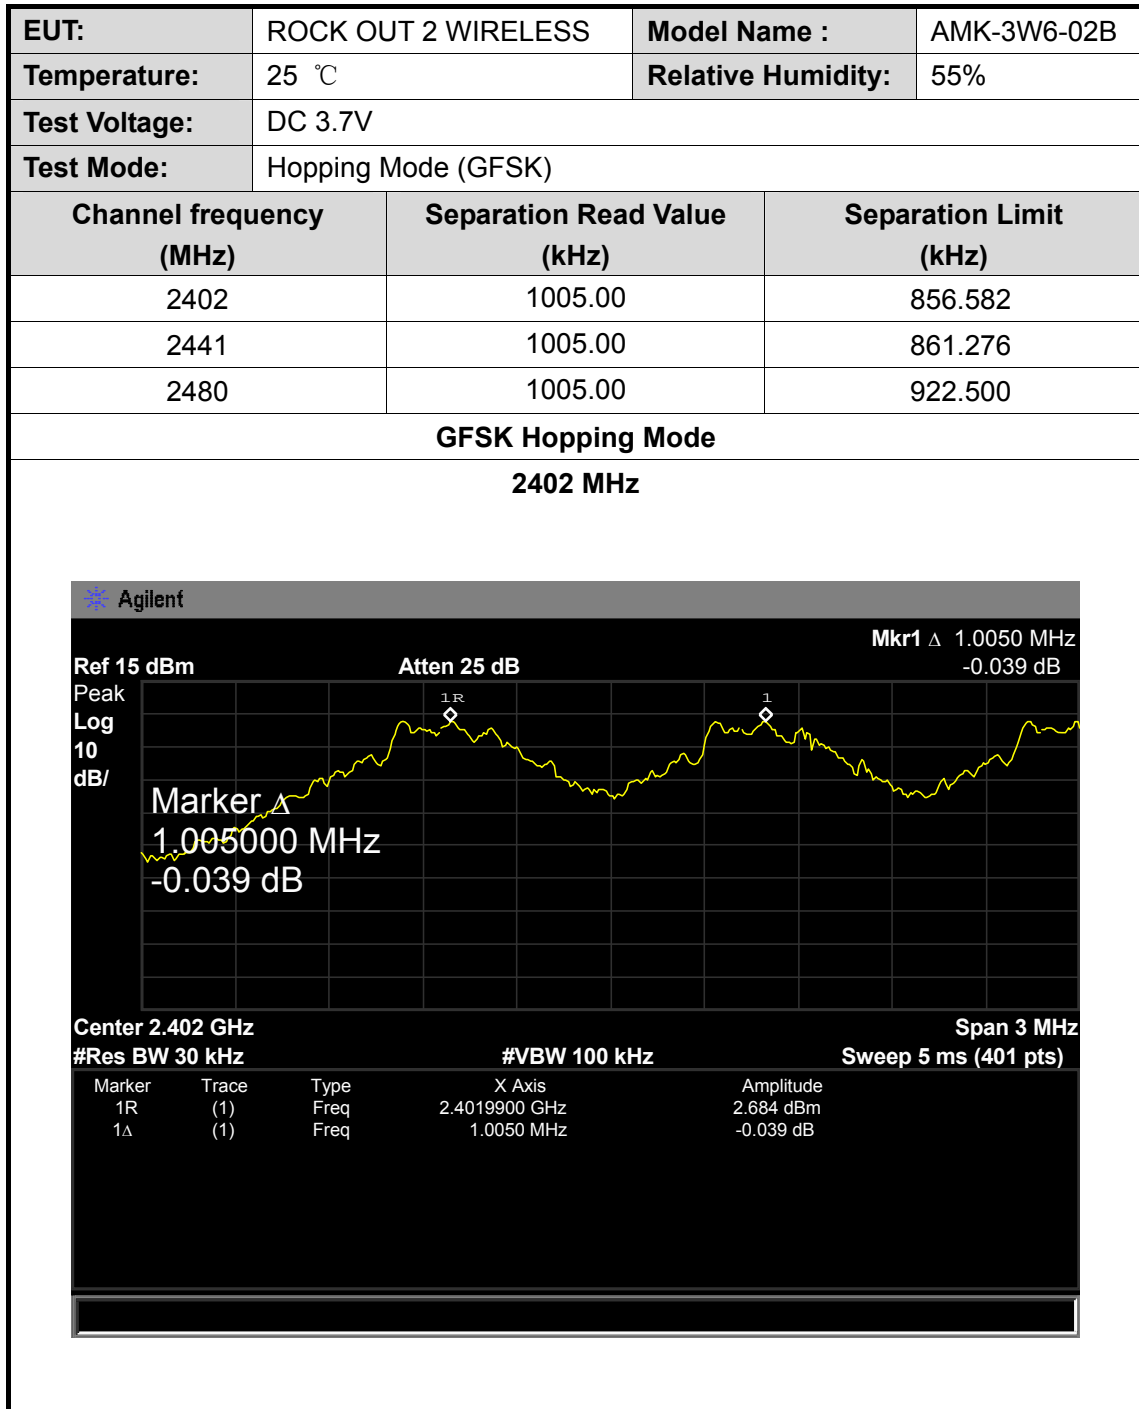 EUT: ROCK OUT 2 WIRELESS Model Name : AMK-3W6-02B
Temperature: 25 ℃ Relative Humidity: 55%
Test Voltage: DC 3.7V
Test Mode: Hopping Mode (GFSK)
Channel frequency (MHz) Separation Read Value (kHz) Separation Limit (kHz)
2402 1005.00 856.582
2441 1005.00 861.276
2480 1005.00 922.500
GFSK Hopping Mode
2402 MHz
Agilent
Mkr1 Δ 1.0050 MHz
Ref 15 dBm Atten 25 dB -0.039 dB
Peak
Log
10
dB/
1R 1
Marker Δ
1.005000 MHz
-0.039 dB
Center 2.402 GHz Span 3 MHz
#Res BW 30 kHz #VBW 100 kHz Sweep 5 ms (401 pts)
Marker Trace Type X Axis Amplitude
1R (1) Freq 2.4019900 GHz 2.684 dBm
1Δ (1) Freq 1.0050 MHz -0.039 dB